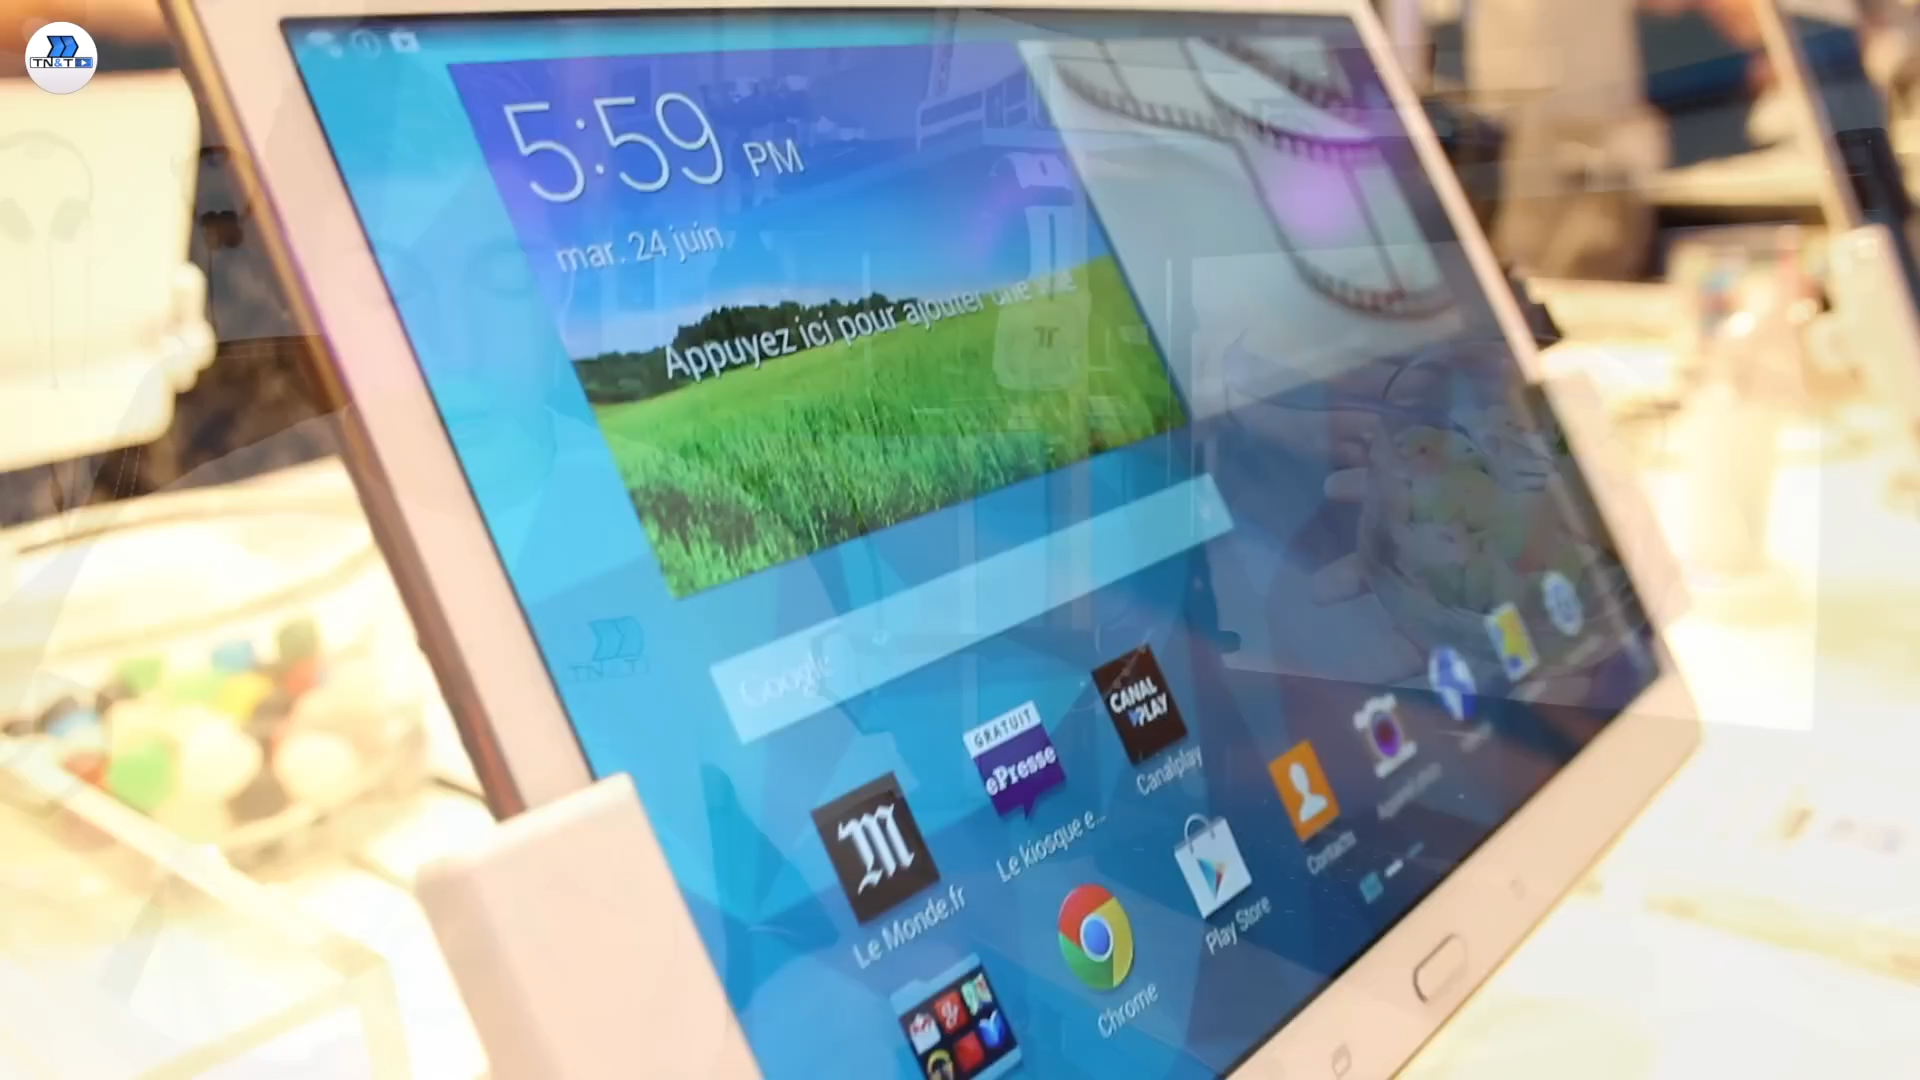 TN&T
5:59 PM
mar. 24 juin
Appuyez ici pour ajouter une
Google
TN&T
GRATUIT
ePresse
CANAL
PLAY
Canalplay
Le kiosque e...
Le Monde.fr
Contacts
Play Store
Chrome